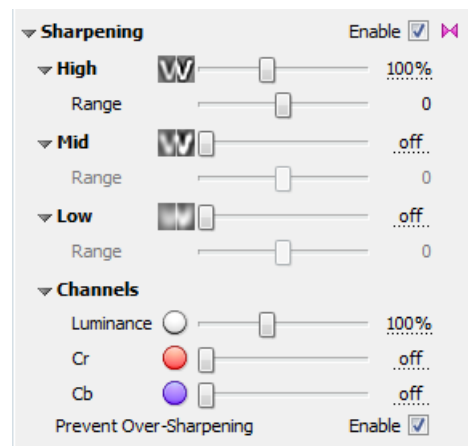 Sharpening Enable
High 100%
Range 0
Mid off
Range 0
Low off
Range 0
Channels
Luminance 100%
Cr off
Cb off
Prevent Over-Sharpening Enable